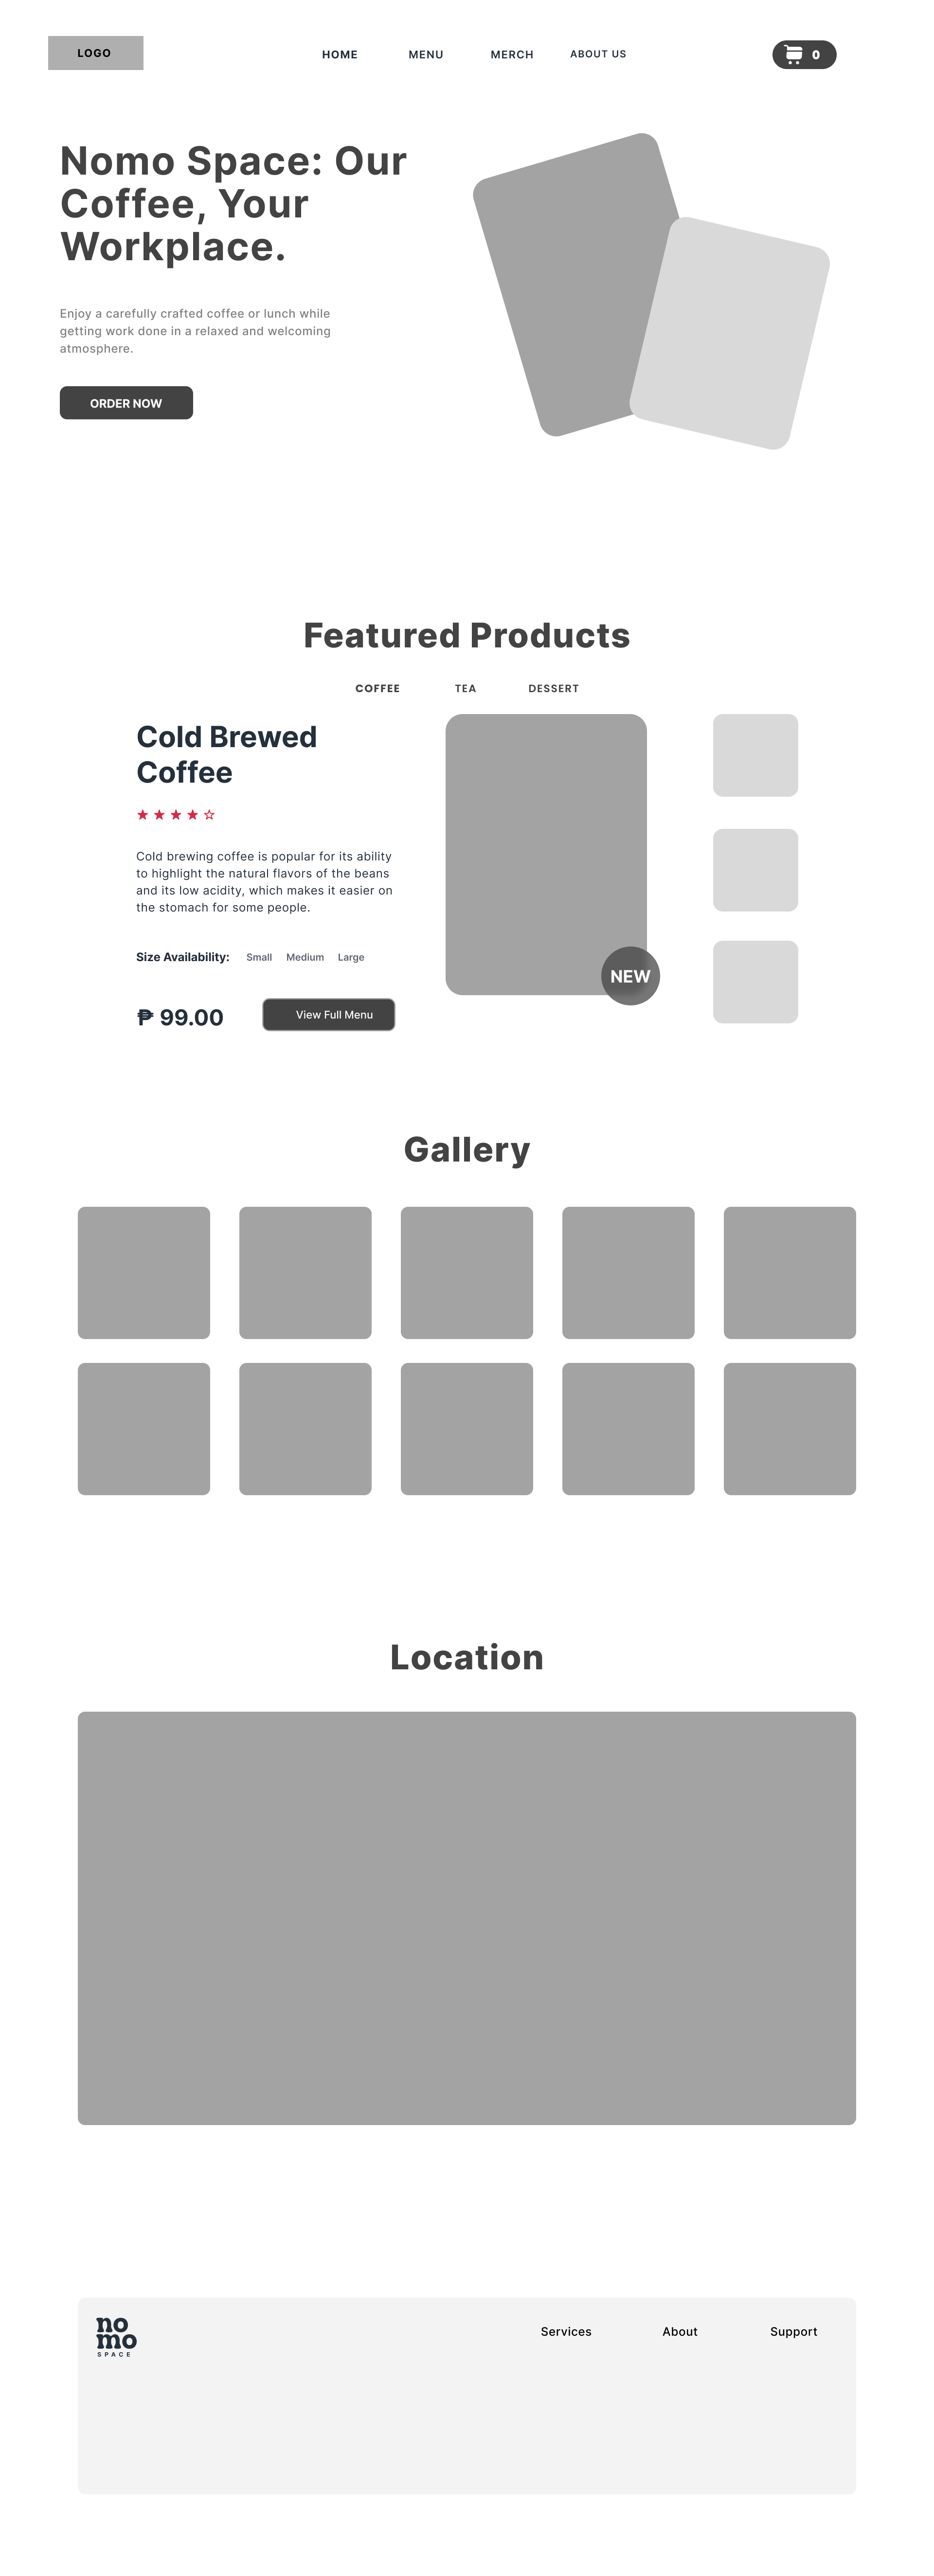 LOGO
HOME MENU MERCH ABOUT US
0
Nomo Space: Our
Coffee, Your
Workplace.
Enjoy a carefully crafted coffee or lunch while
getting work done in a relaxed and welcoming
atmosphere.
ORDER NOW
Featured Products
COFFEE TEA DESSERT
Cold Brewed
Coffee
Cold brewing coffee is popular for its ability
to highlight the natural flavors of the beans
and its low acidity, which makes it easier on
the stomach for some people.
Size Availability: Small Medium Large
₱ 99.00
View Full Menu
NEW
Gallery
Location
no
mo
SPACE
Services About Support